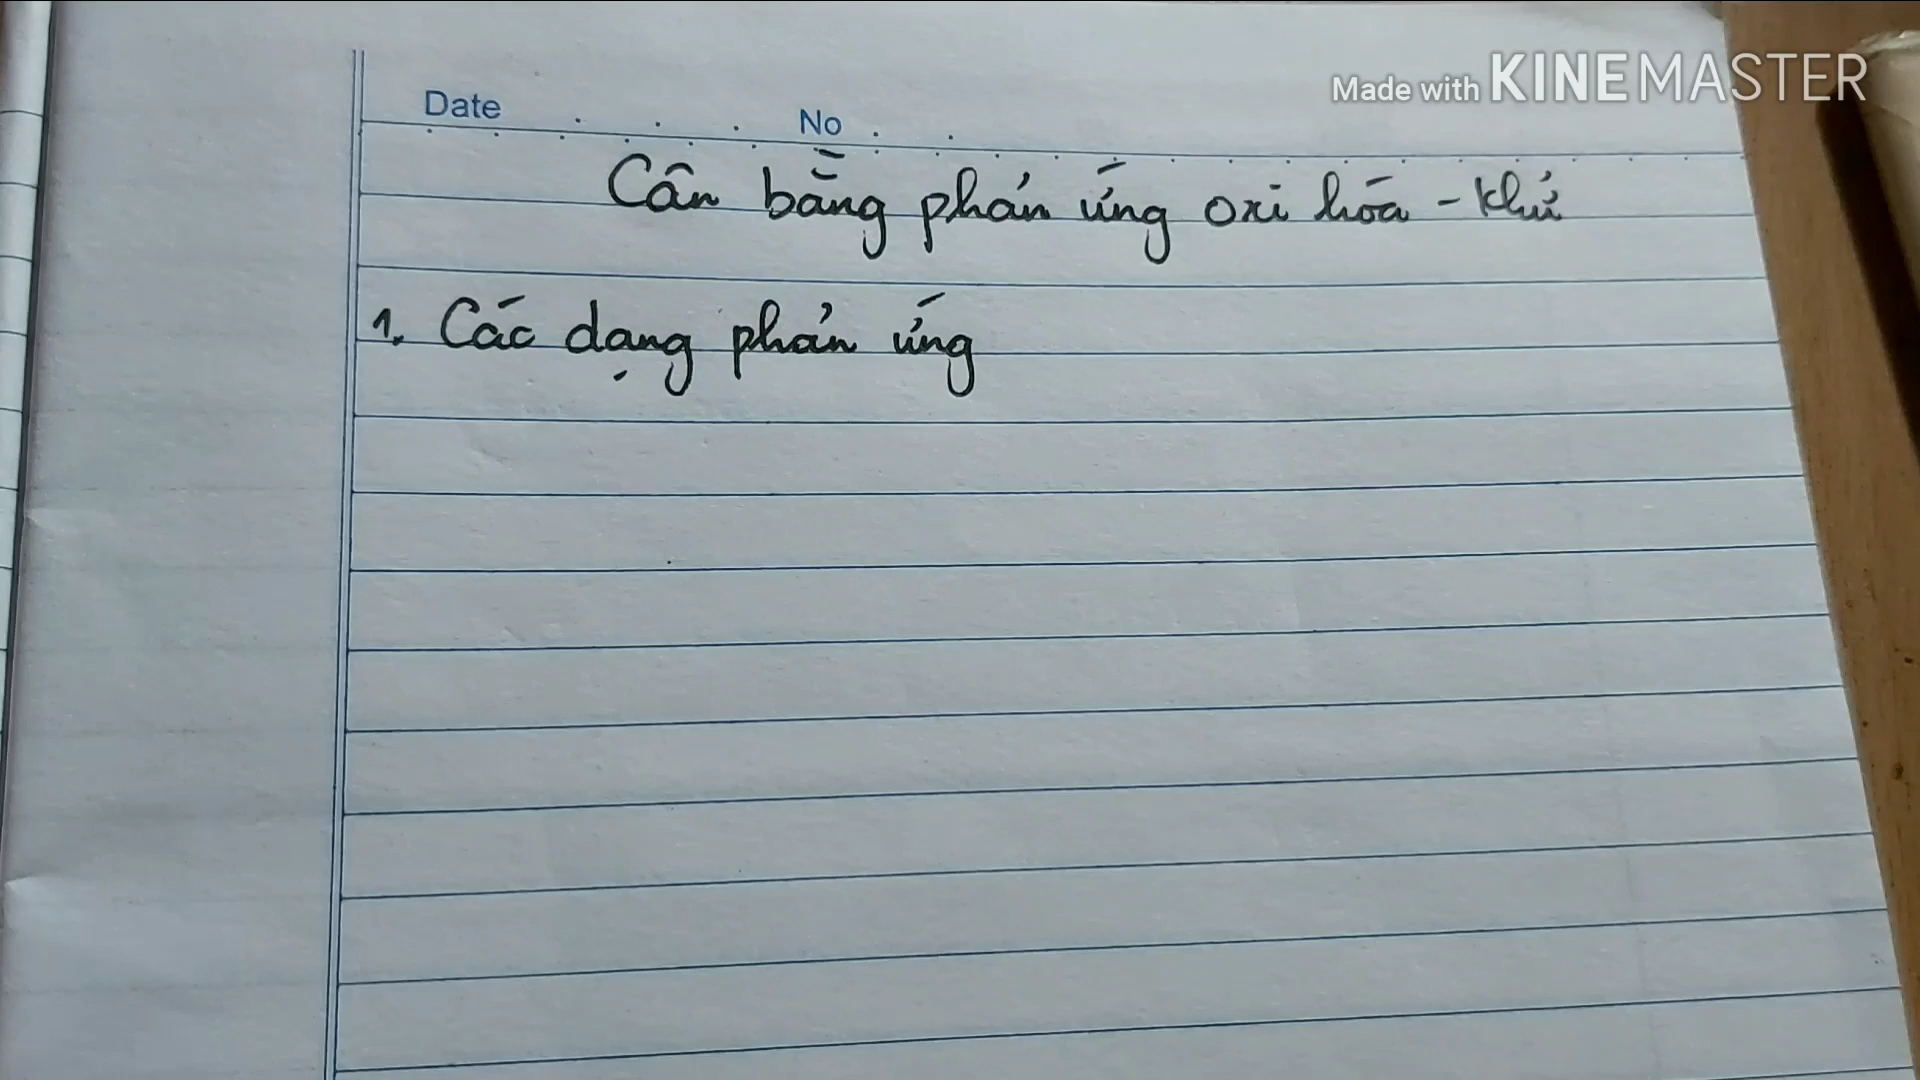 Made with KINEMASTER
Date No
Cân bằng phản ứng oxi hóa - khử
1. Các dạng phản ứng